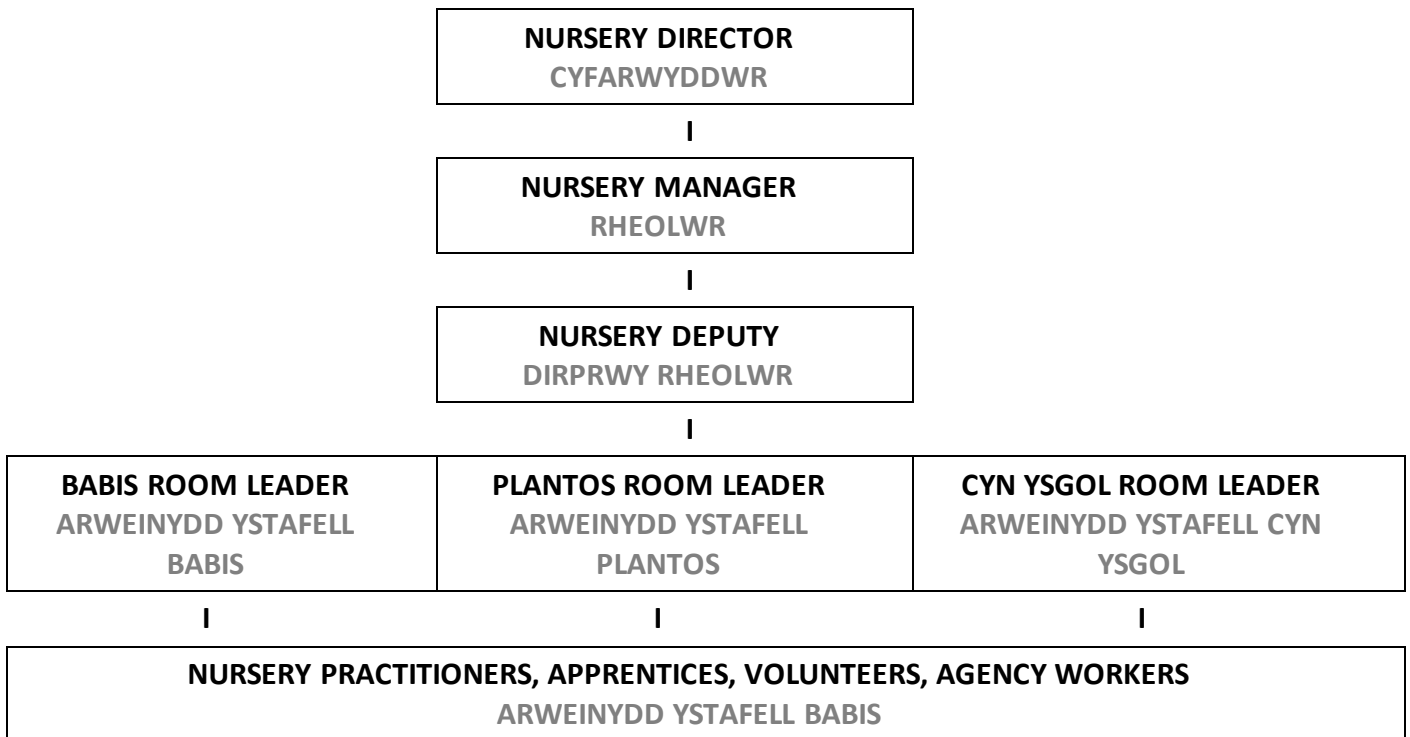 NURSERY DIRECTOR
CYFARWYDDWR
I
NURSERY MANAGER
RHEOLWR
I
NURSERY DEPUTY
DIRPRWY RHEOLWR
I
BABIS ROOM LEADER
ARWEINYDD YSTAFELL
BABIS
PLANTOS ROOM LEADER
ARWEINYDD YSTAFELL
PLANTOS
CYN YSGOL ROOM LEADER
ARWEINYDD YSTAFELL CYN
YSGOL
I I I
NURSERY PRACTITIONERS, APPRENTICES, VOLUNTEERS, AGENCY WORKERS
ARWEINYDD YSTAFELL BABIS